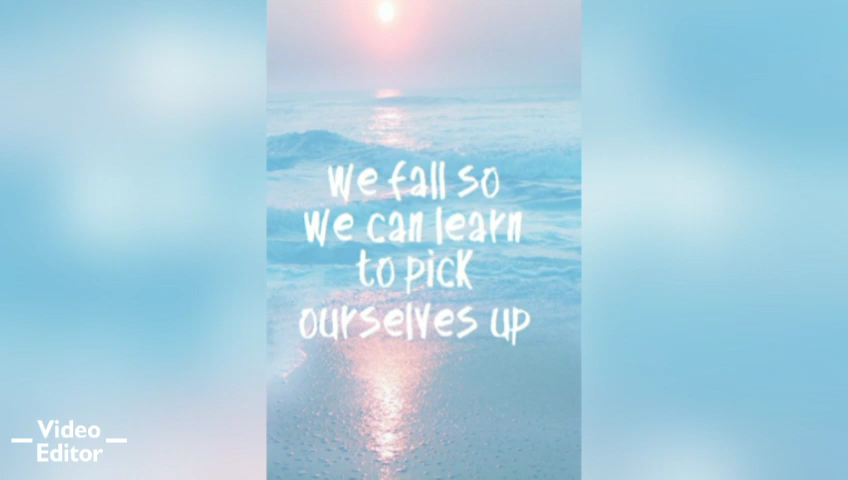 we fall so
we can learn
to pick
ourselves up
Video
Editor